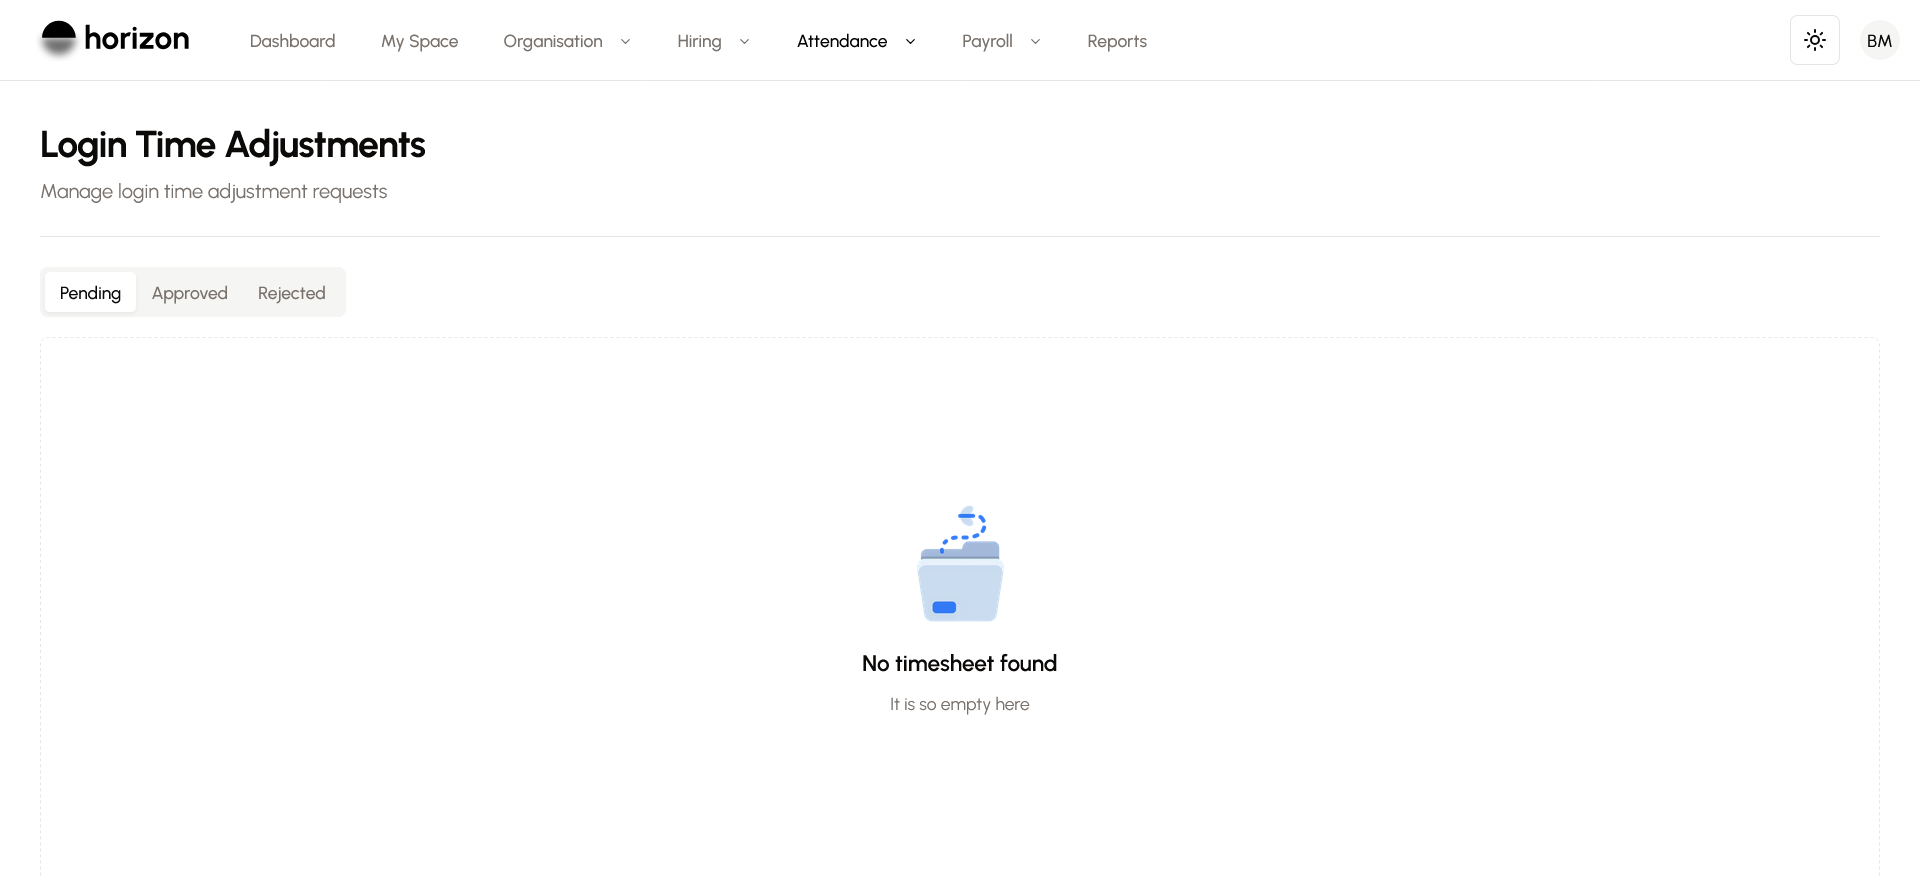 horizon
Dashboard My Space Organisation Hiring Attendance Payroll Reports
BM
Login Time Adjustments
Manage login time adjustment requests
Pending Approved Rejected
No timesheet found
It is so empty here